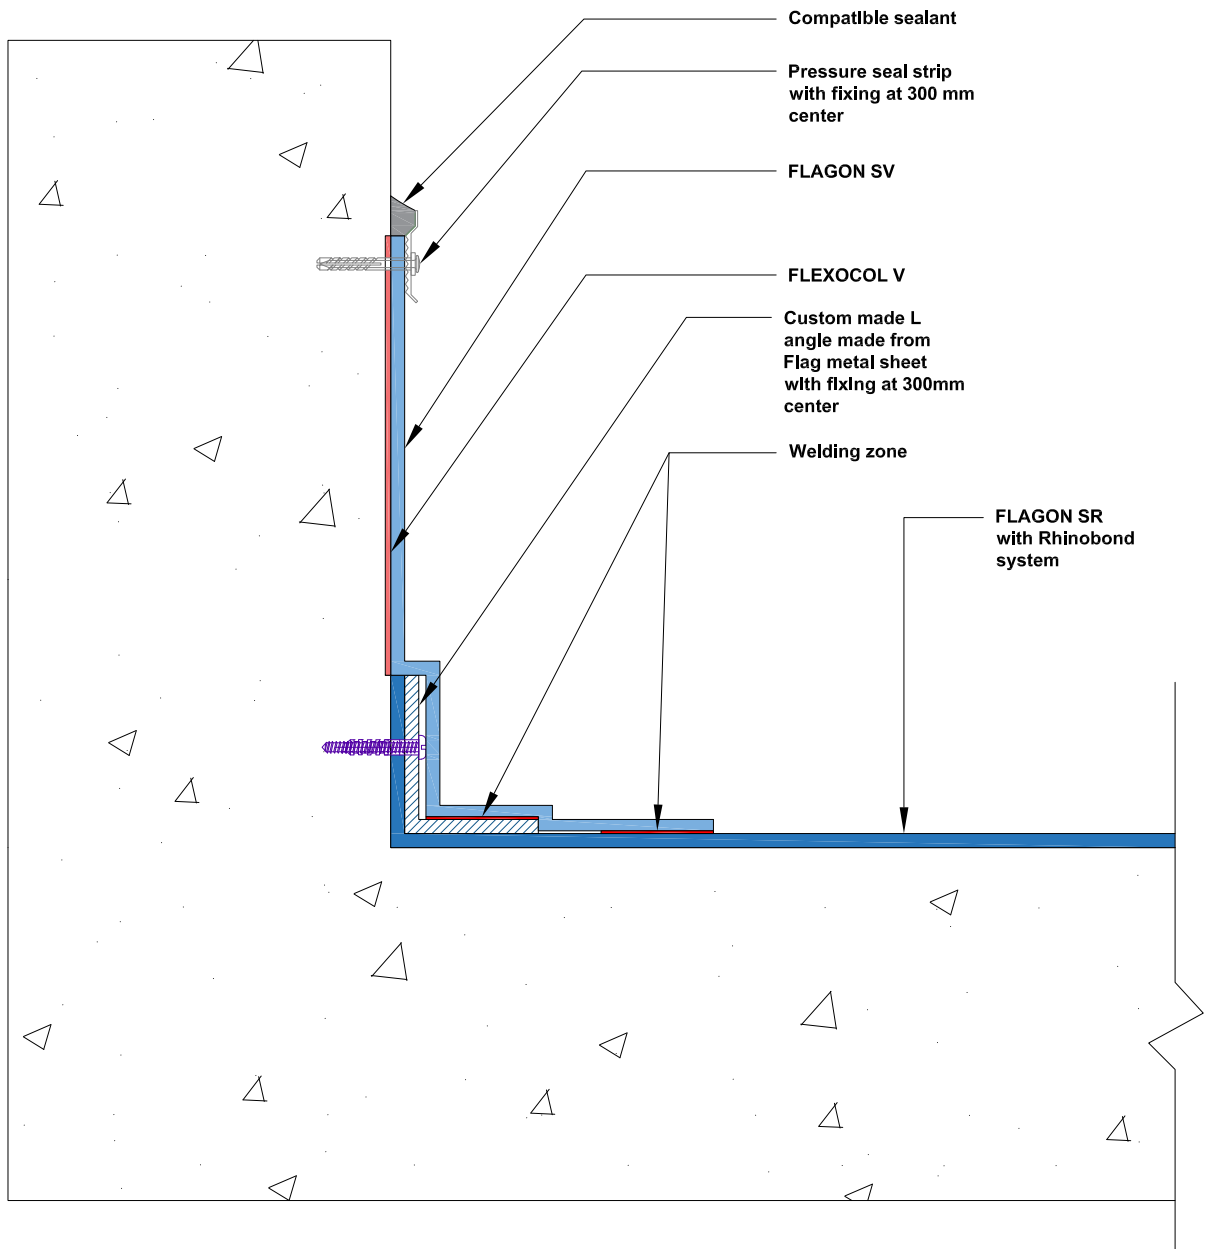 Compatible sealant
Pressure seal strip
with fixing at 300 mm
center
FLAGON SV
FLEXOCOL V
Custom made L
angle made from
Flag metal sheet
with fixing at 300mm
center
Welding zone
FLAGON SR
with Rhinobond
system